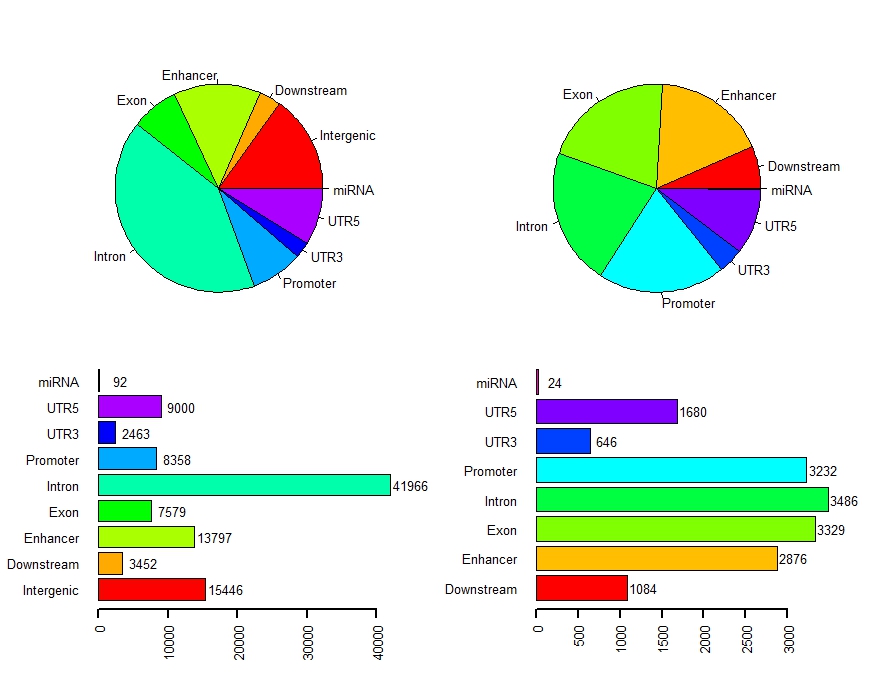 Enhancer
Downstream
Exon
Intergenic
miRNA
UTR5
Intron
UTR3
Promoter
Exon
Enhancer
Downstream
miRNA
Intron
UTR5
UTR3
Promoter
miRNA 92
UTR5 9000
UTR3 2463
Promoter 8358
Intron 41966
Exon 7579
Enhancer 13797
Downstream 3452
Intergenic 15446
0 10000 20000 30000 40000
miRNA 24
UTR5 1680
UTR3 646
Promoter 3232
Intron 3486
Exon 3329
Enhancer 2876
Downstream 1084
0 500 1000 1500 2000 2500 3000